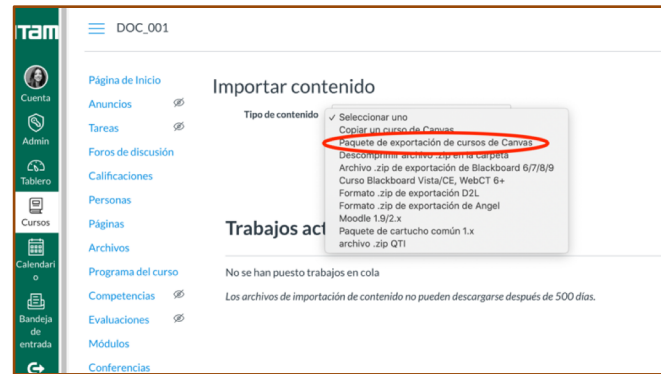 ITAM
DOC_001
Cuenta
Admin
Tablero
Cursos
Calendari
o
Bandeja
de
entrada
Página de Inicio
Anuncios
Tareas
Foros de discusión
Calificaciones
Personas
Páginas
Archivos
Programa del curso
Competencias
Evaluaciones
Módulos
Conferencias
Importar contenido
Tipo de contenido
✓ Seleccionar uno
Copiar un curso de Canvas
Paquete de exportación de cursos de Canvas
Descomprimir archivo .zip en la carpeta
Archivo .zip de exportación de Blackboard 6/7/8/9
Curso Blackboard Vista/CE, WebCT 6+
Formato .zip de exportación D2L
Formato .zip de exportación de Angel
Moodle 1.9/2.x
Paquete de cartucho común 1.x
archivo .zip QTI
Trabajos act
No se han puesto trabajos en cola
Los archivos de importación de contenido no pueden descargarse después de 500 días.